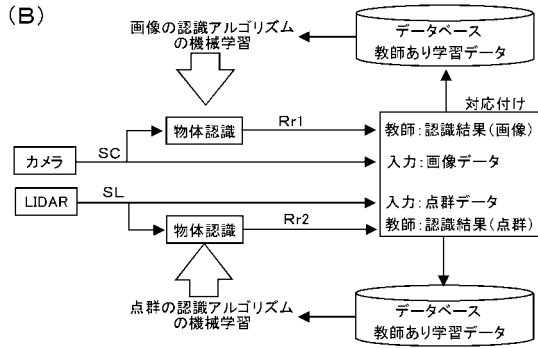 (B)
画像の認識アルゴリズム
の機械学習
データベース
教師あり学習データ
対応付け
物体認識
Rr1
教師:認識結果(画像)
カメラ
SC
入力:画像データ
LIDAR
SL
入力:点群データ
物体認識
Rr2
教師:認識結果(点群)
点群の認識アルゴリズム
の機械学習
データベース
教師あり学習データ